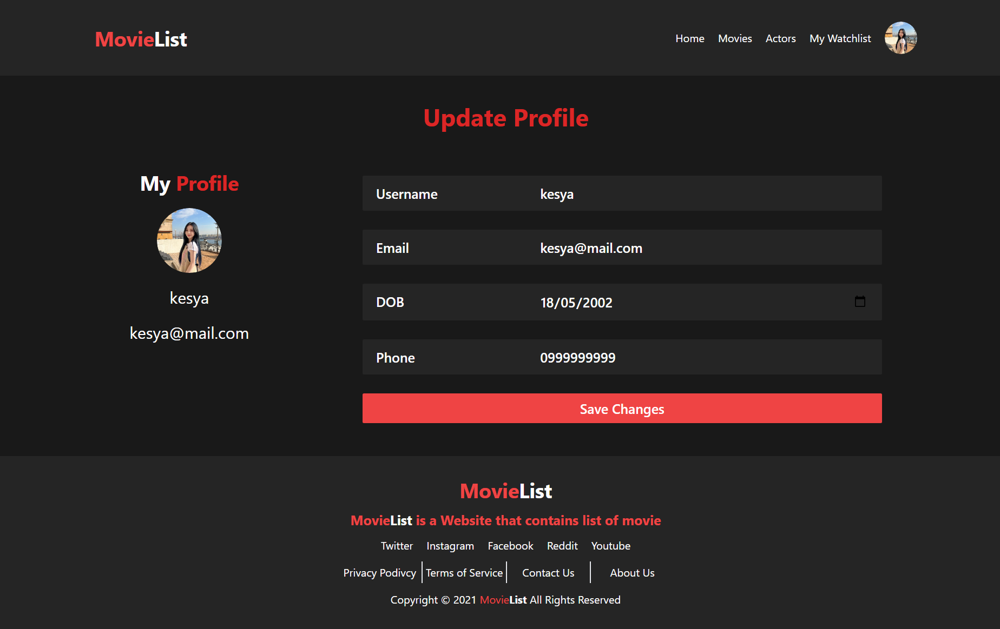 MovieList
Home Movies Actors My Watchlist
Update Profile
My Profile
kesya
kesya@mail.com
Username kesya
Email kesya@mail.com
DOB 18/05/2002
Phone 0999999999
Save Changes
MovieList
MovieList is a Website that contains list of movie
Twitter Instagram Facebook Reddit Youtube
Privacy Podivcy Terms of Service Contact Us About Us
Copyright © 2021 MovieList All Rights Reserved